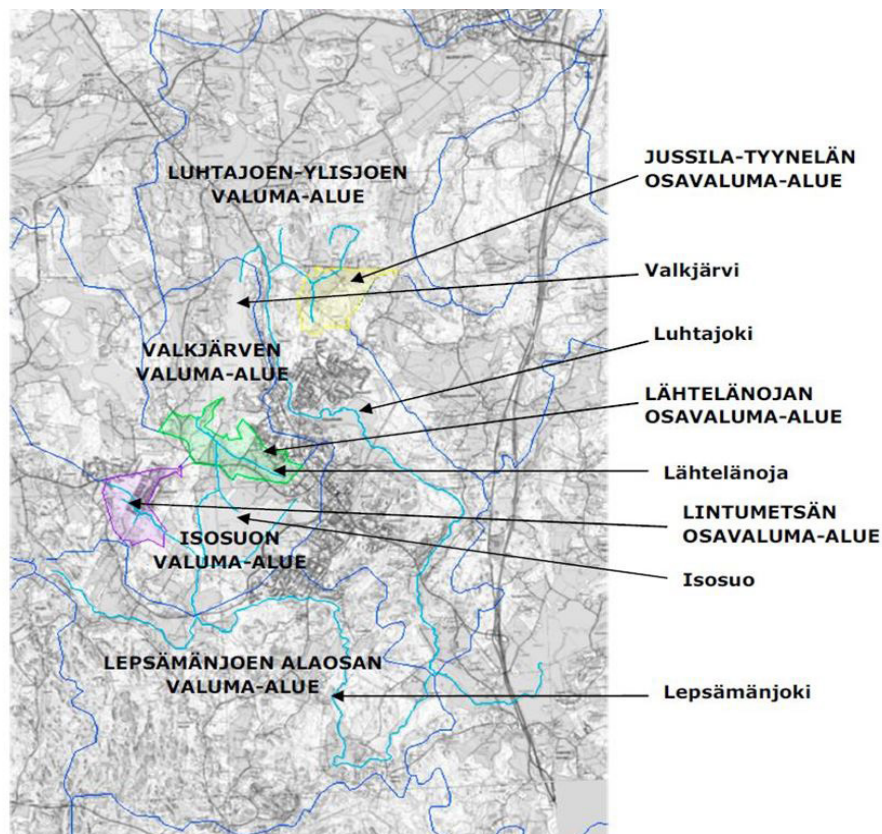 LUHTAJOEN-YLISJOEN
VALUMA-ALUE
JUSSILA-TYYNELÄN
OSAVALUMA-ALUE
Valkjärvi
Luhtajoki
VALKJÄRVEN
VALUMA-ALUE
LÄHTELÄNOJAN
OSAVALUMA-ALUE
Lähtelänoja
LINTUMETSÄN
OSAVALUMA-ALUE
ISOSUON
VALUMA-ALUE
Isosuo
LEPSÄMÄNJOEN ALAOSAN
VALUMA-ALUE
Lepsämänjoki